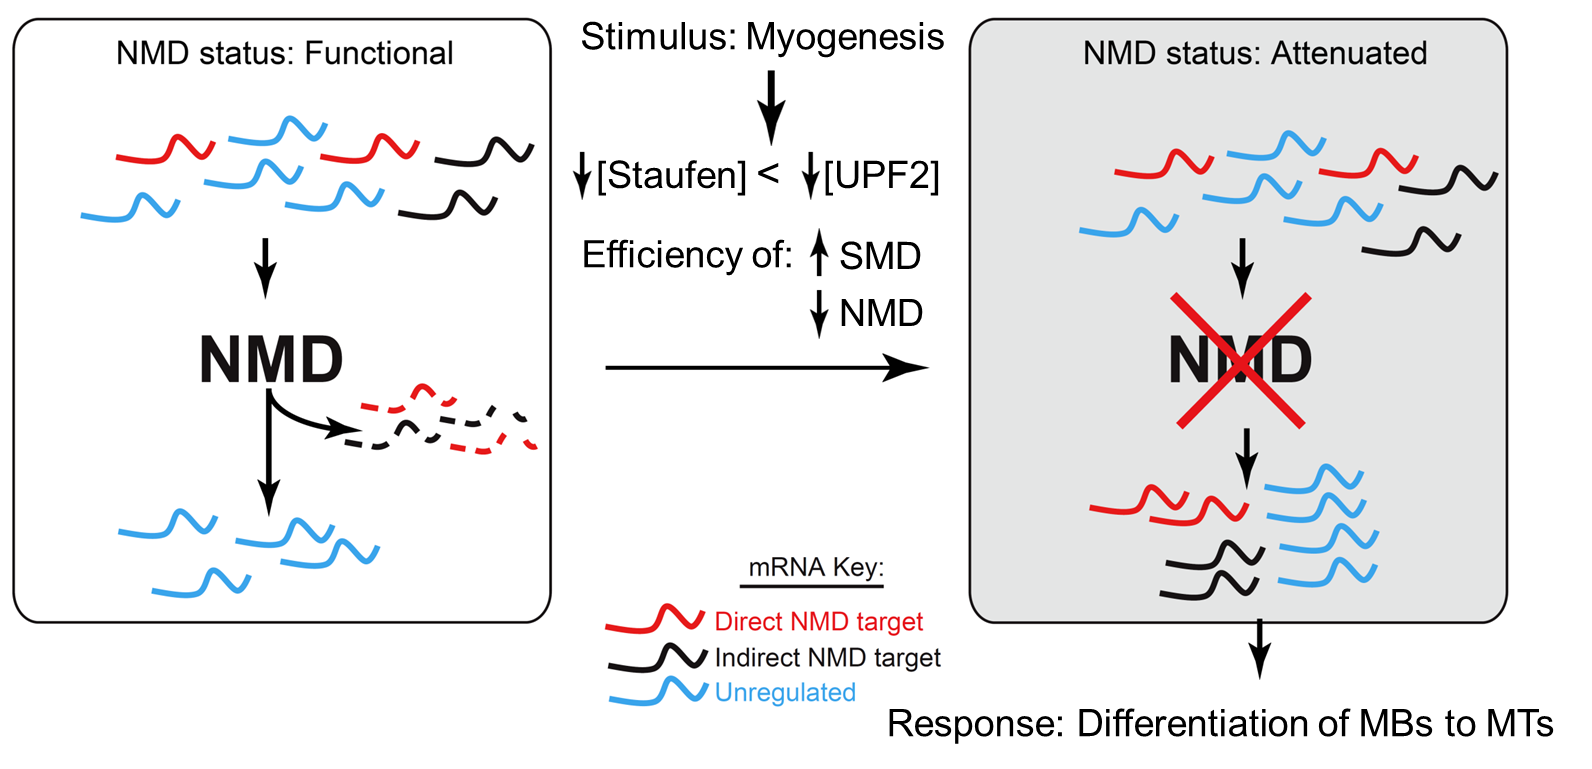 NMD status: Functional
NMD
Stimulus: Myogenesis
↓[Staufen] < ↓[UPF2]
Efficiency of: ↑ SMD
↓ NMD
mRNA Key:
Direct NMD target
Indirect NMD target
Unregulated
NMD status: Attenuated
NMD
Response: Differentiation of MBs to MTs